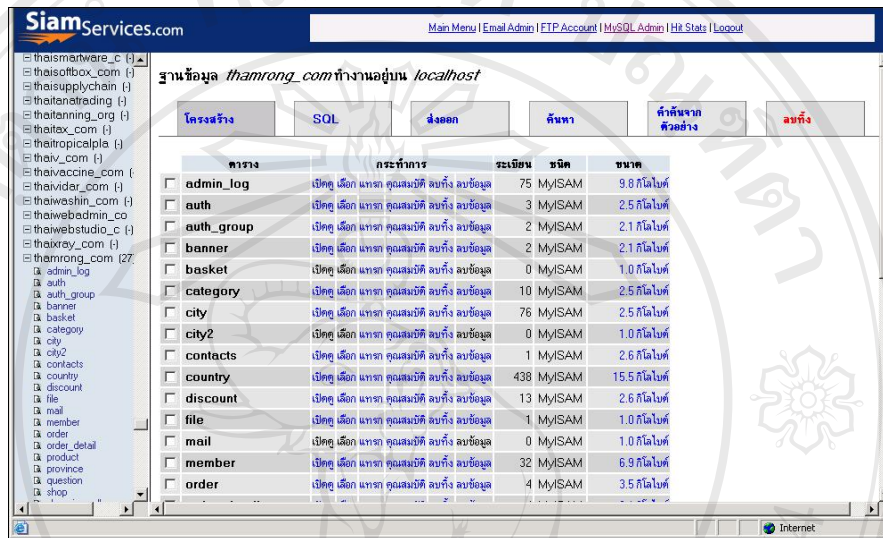 SiamServices.com
Main Menu | Email Admin | FTP Account | MySQL Admin | Hit Stats | Logout
thaismartware_c (-)
thaisoftbox_com (-)
thaisupplychain (-)
thaitanatrading (-)
thaitanning_org (-)
thaitax_com (-)
thaitropicalpla (-)
thaiv_com (-)
thaivaccine_com (-
thaividar_com (-)
thaiwashin_com (-)
thaiwebadmin_co
thaiwebstudio_c (-)
thaixray_com (-)
thamrong_com (27)
admin_log
auth
auth_group
banner
basket
category
city
city2
contacts
country
discount
file
mail
member
order
order_detail
product
province
question
shop
ฐานข้อมูล thamrong_comทำงานอยู่บน localhost
โครงสร้าง SQL ส่งออก ค้นหา คำค้นจากตัวอย่าง ลบทิ้ง
ตาราง กระทำการ ระเบียน ชนิด ขนาด
admin_log เปิดดู เลือก แทรก คุณสมบัติ ลบทิ้ง ลบข้อมูล 75 MyISAM 9.8 กิโลไบต์
auth เปิดดู เลือก แทรก คุณสมบัติ ลบทิ้ง ลบข้อมูล 3 MyISAM 2.5 กิโลไบต์
auth_group เปิดดู เลือก แทรก คุณสมบัติ ลบทิ้ง ลบข้อมูล 2 MyISAM 2.1 กิโลไบต์
banner เปิดดู เลือก แทรก คุณสมบัติ ลบทิ้ง ลบข้อมูล 2 MyISAM 2.1 กิโลไบต์
basket เปิดดู เลือก แทรก คุณสมบัติ ลบทิ้ง ลบข้อมูล 0 MyISAM 1.0 กิโลไบต์
category เปิดดู เลือก แทรก คุณสมบัติ ลบทิ้ง ลบข้อมูล 10 MyISAM 2.5 กิโลไบต์
city เปิดดู เลือก แทรก คุณสมบัติ ลบทิ้ง ลบข้อมูล 76 MyISAM 2.5 กิโลไบต์
city2 เปิดดู เลือก แทรก คุณสมบัติ ลบทิ้ง ลบข้อมูล 0 MyISAM 1.0 กิโลไบต์
contacts เปิดดู เลือก แทรก คุณสมบัติ ลบทิ้ง ลบข้อมูล 1 MyISAM 2.6 กิโลไบต์
country เปิดดู เลือก แทรก คุณสมบัติ ลบทิ้ง ลบข้อมูล 438 MyISAM 15.5 กิโลไบต์
discount เปิดดู เลือก แทรก คุณสมบัติ ลบทิ้ง ลบข้อมูล 13 MyISAM 2.6 กิโลไบต์
file เปิดดู เลือก แทรก คุณสมบัติ ลบทิ้ง ลบข้อมูล 1 MyISAM 1.0 กิโลไบต์
mail เปิดดู เลือก แทรก คุณสมบัติ ลบทิ้ง ลบข้อมูล 0 MyISAM 1.0 กิโลไบต์
member เปิดดู เลือก แทรก คุณสมบัติ ลบทิ้ง ลบข้อมูล 32 MyISAM 6.9 กิโลไบต์
order เปิดดู เลือก แทรก คุณสมบัติ ลบทิ้ง ลบข้อมูล 4 MyISAM 3.5 กิโลไบต์
Internet